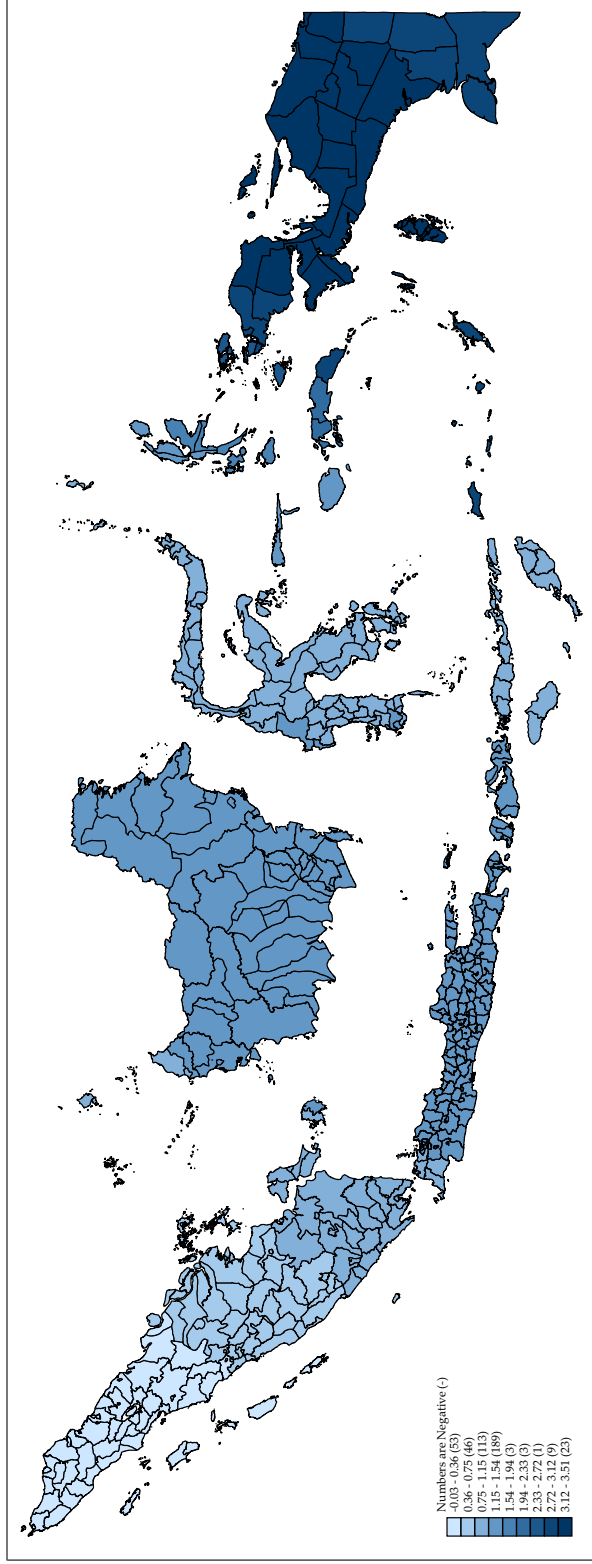 Numbers are Negative (-)
-0.03 - 0.36 (53)
0.36 - 0.75 (46)
0.75 - 1.15 (113)
1.15 - 1.54 (189)
1.54 - 1.94 (3)
1.94 - 2.33 (3)
2.33 - 2.72 (1)
2.72 - 3.12 (9)
3.12 - 3.51 (23)